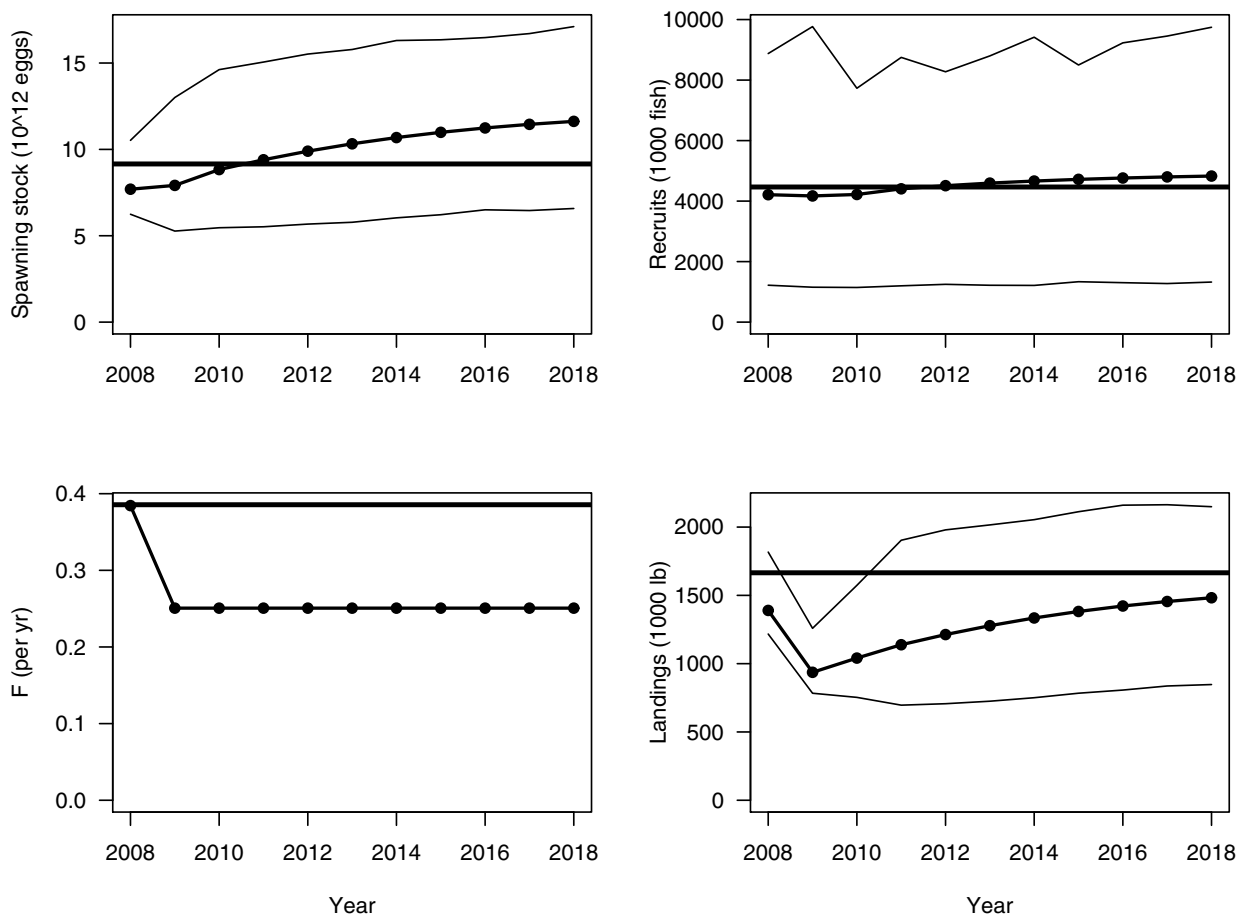 Spawning stock (10^12 eggs)
15
10
5
0
2008 2010 2012 2014 2016 2018
Recruits (1000 fish)
10000
8000
6000
4000
2000
0
2008 2010 2012 2014 2016 2018
F (per yr)
0.4
0.3
0.2
0.1
0.0
2008 2010 2012 2014 2016 2018
Year
Landings (1000 lb)
2000
1500
1000
500
0
2008 2010 2012 2014 2016 2018
Year